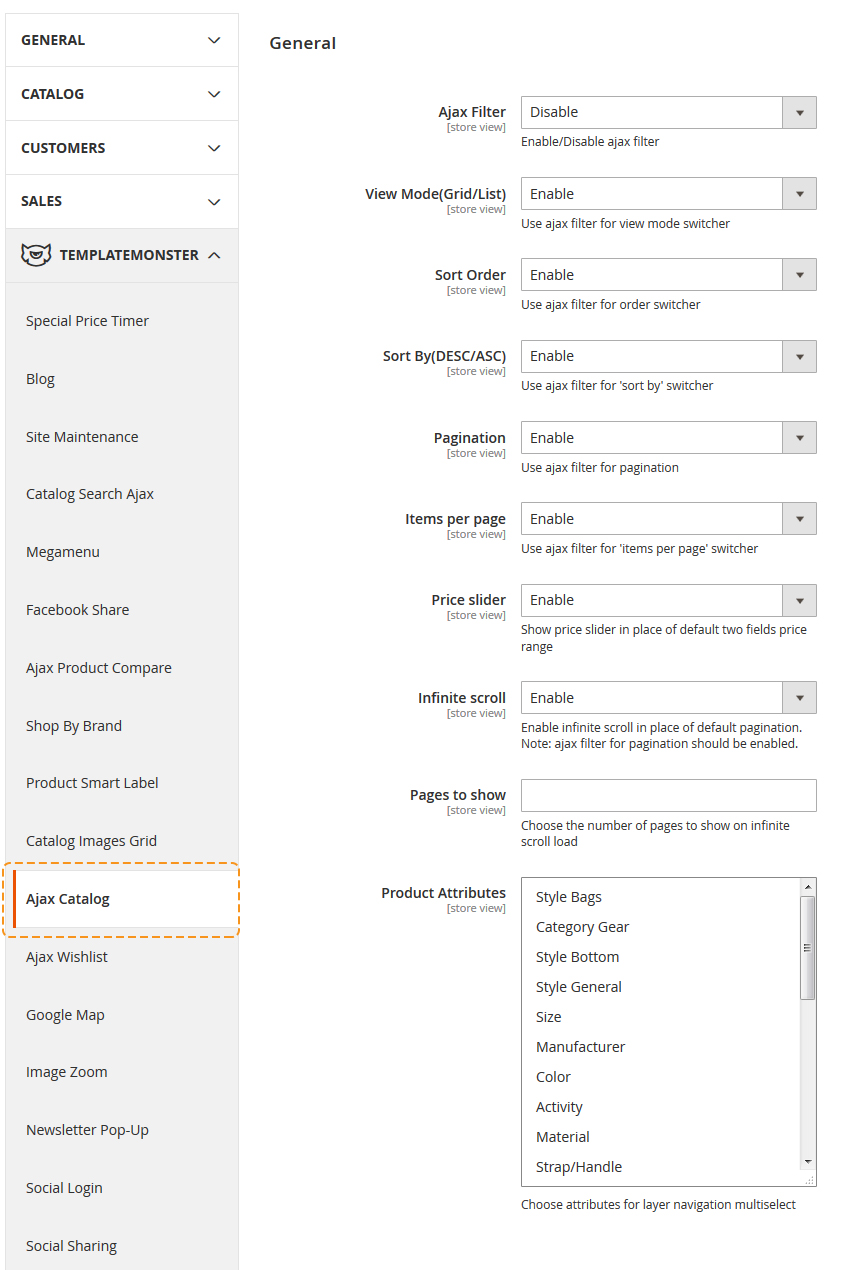 GENERAL
CATALOG
CUSTOMERS
SALES
TEMPLATEMONSTER
Special Price Timer
Blog
Site Maintenance
Catalog Search Ajax
Megamenu
Facebook Share
Ajax Product Compare
Shop By Brand
Product Smart Label
Catalog Images Grid
Ajax Catalog
Ajax Wishlist
Google Map
Image Zoom
Newsletter Pop-Up
Social Login
Social Sharing
General
Ajax Filter
[store view]
Disable
Enable/Disable ajax filter
View Mode(Grid/List)
[store view]
Enable
Use ajax filter for view mode switcher
Sort Order
[store view]
Enable
Use ajax filter for order switcher
Sort By(DESC/ASC)
[store view]
Enable
Use ajax filter for 'sort by' switcher
Pagination
[store view]
Enable
Use ajax filter for pagination
Items per page
[store view]
Enable
Use ajax filter for 'items per page' switcher
Price slider
[store view]
Enable
Show price slider in place of default two fields price
range
Infinite scroll
[store view]
Enable
Enable infinite scroll in place of default pagination.
Note: ajax filter for pagination should be enabled.
Pages to show
[store view]
Choose the number of pages to show on infinite
scroll load
Product Attributes
[store view]
Style Bags
Category Gear
Style Bottom
Style General
Size
Manufacturer
Color
Activity
Material
Strap/Handle
Choose attributes for layer navigation multiselect